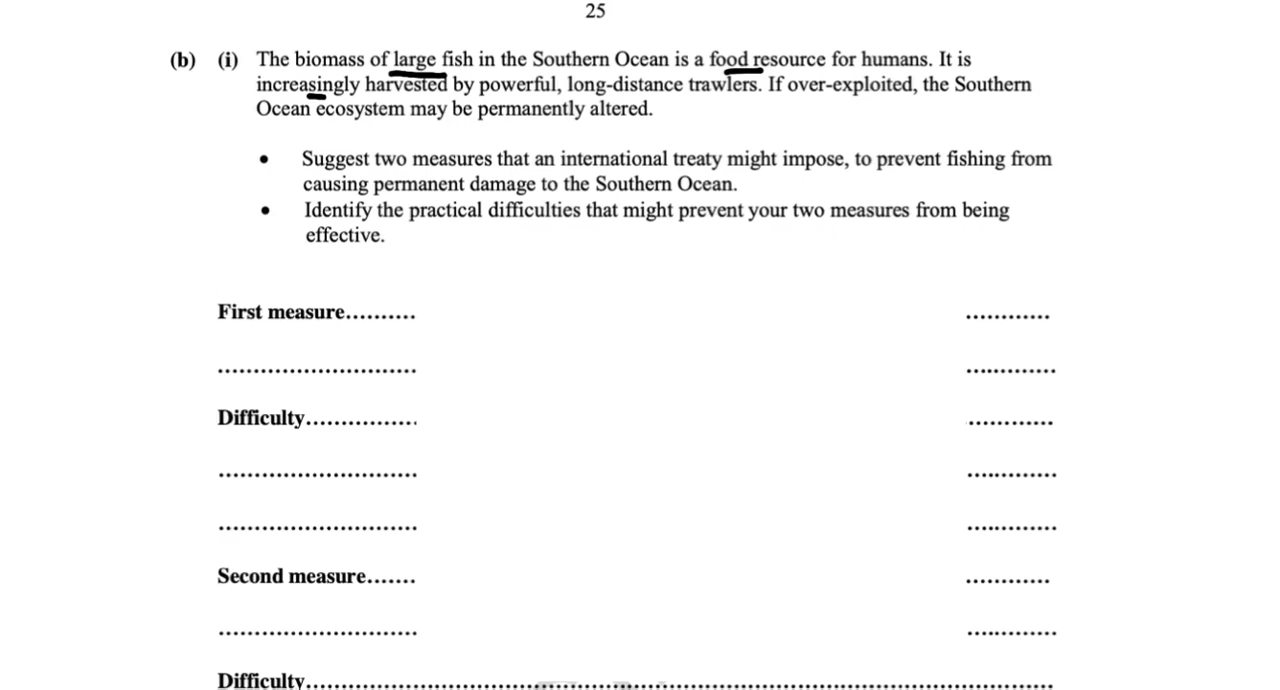 25
(b) (i) The biomass of large fish in the Southern Ocean is a food resource for humans. It is
increasingly harvested by powerful, long-distance trawlers. If over-exploited, the Southern
Ocean ecosystem may be permanently altered.
• Suggest two measures that an international treaty might impose, to prevent fishing from
causing permanent damage to the Southern Ocean.
• Identify the practical difficulties that might prevent your two measures from being
effective.
First measure.......... ............
............................ .............
Difficulty................ ............
............................ .............
............................ .............
Second measure....... ............
............................ .............
Difficulty..........................................................................................................